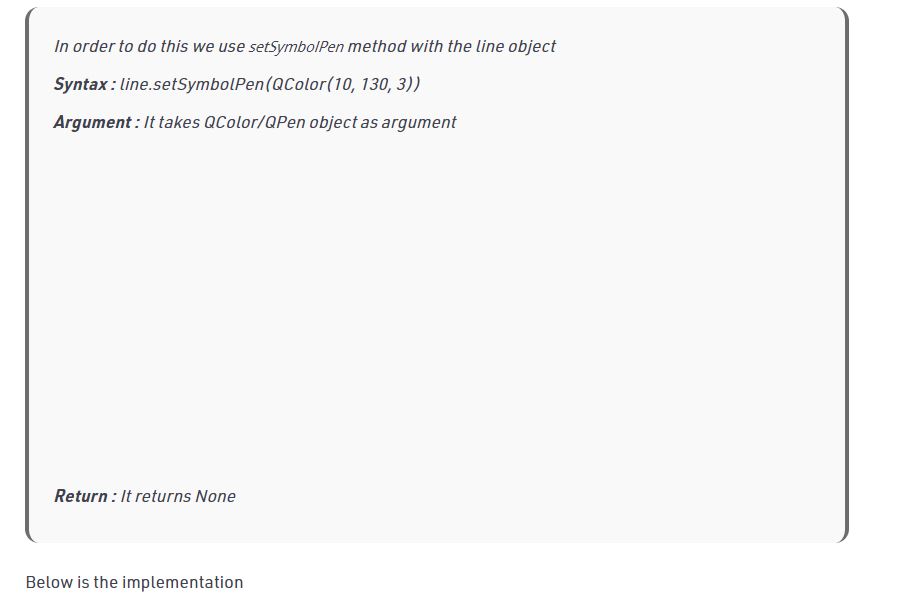 In order to do this we use setSymbolPen method with the line object
Syntax : line.setSymbolPen(QColor(10, 130, 3))
Argument : It takes QColor/QPen object as argument
Return : It returns None
Below is the implementation